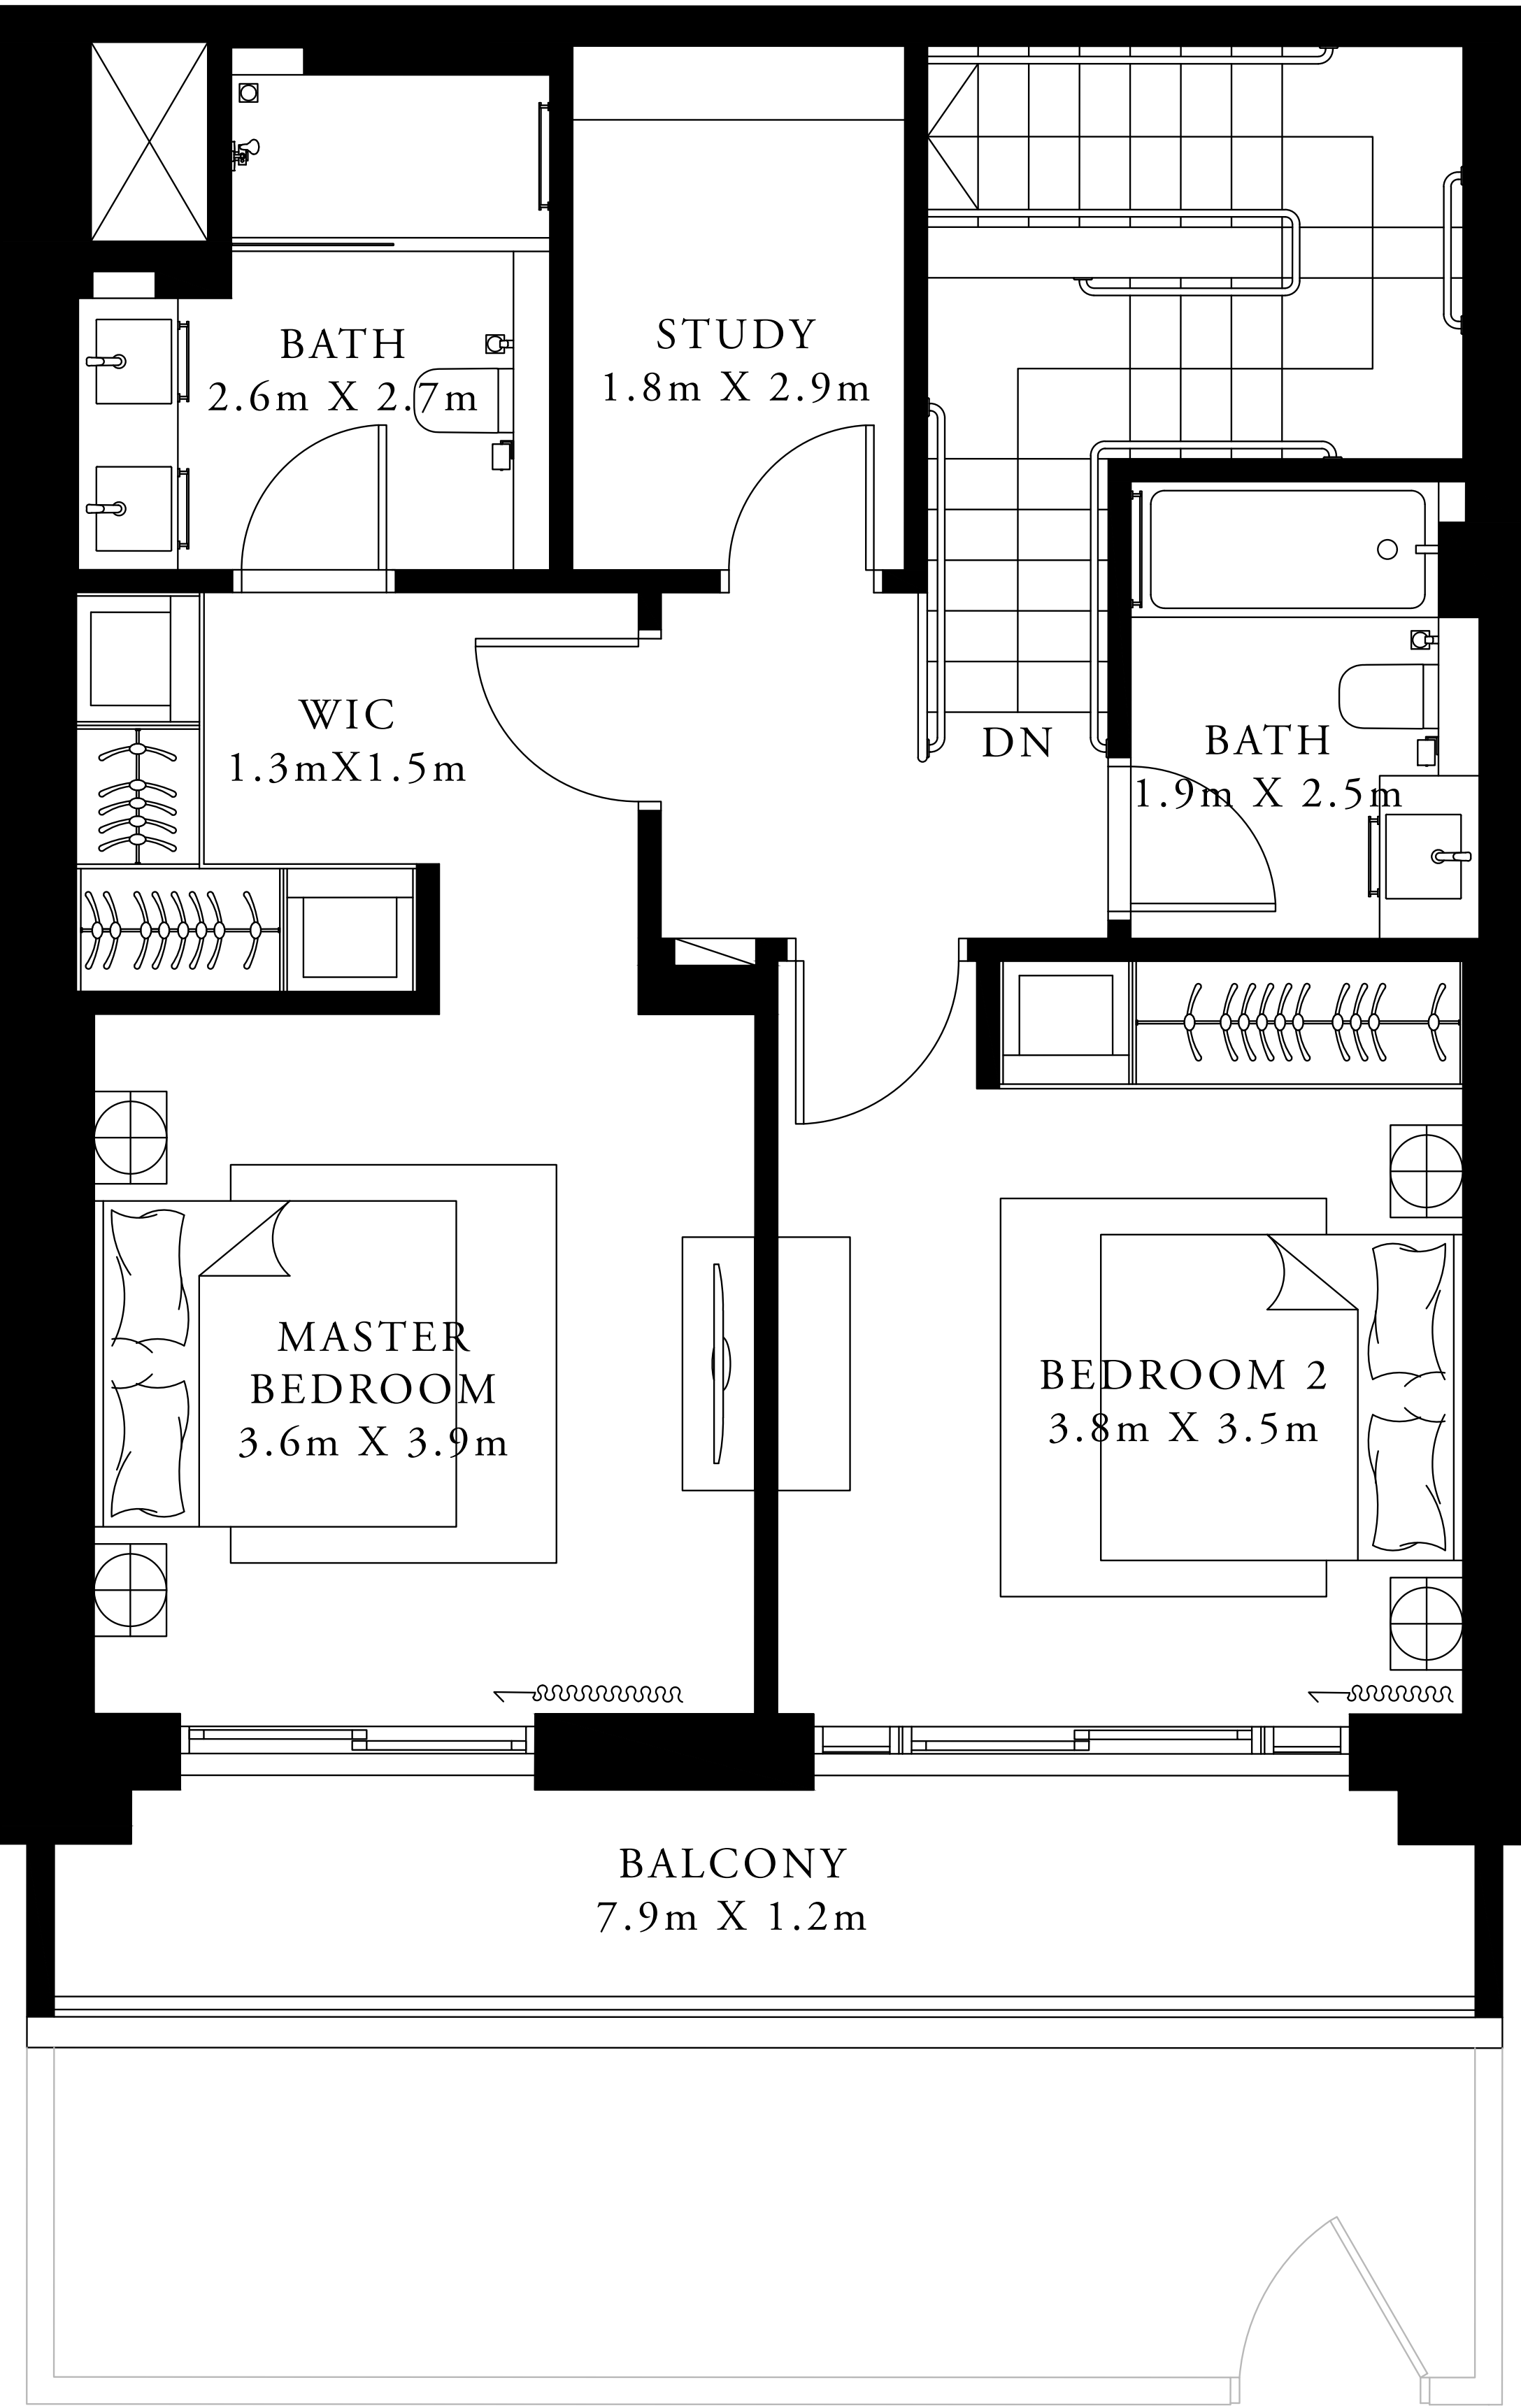 BATH
2.6m X 2.7m
STUDY
1.8m X 2.9m
WIC
1.3mX1.5m
DN
BATH
1.9m X 2.5m
MASTER
BEDROOM
3.6m X 3.9m
BEDROOM 2
3.8m X 3.5m
BALCONY
7.9m X 1.2m